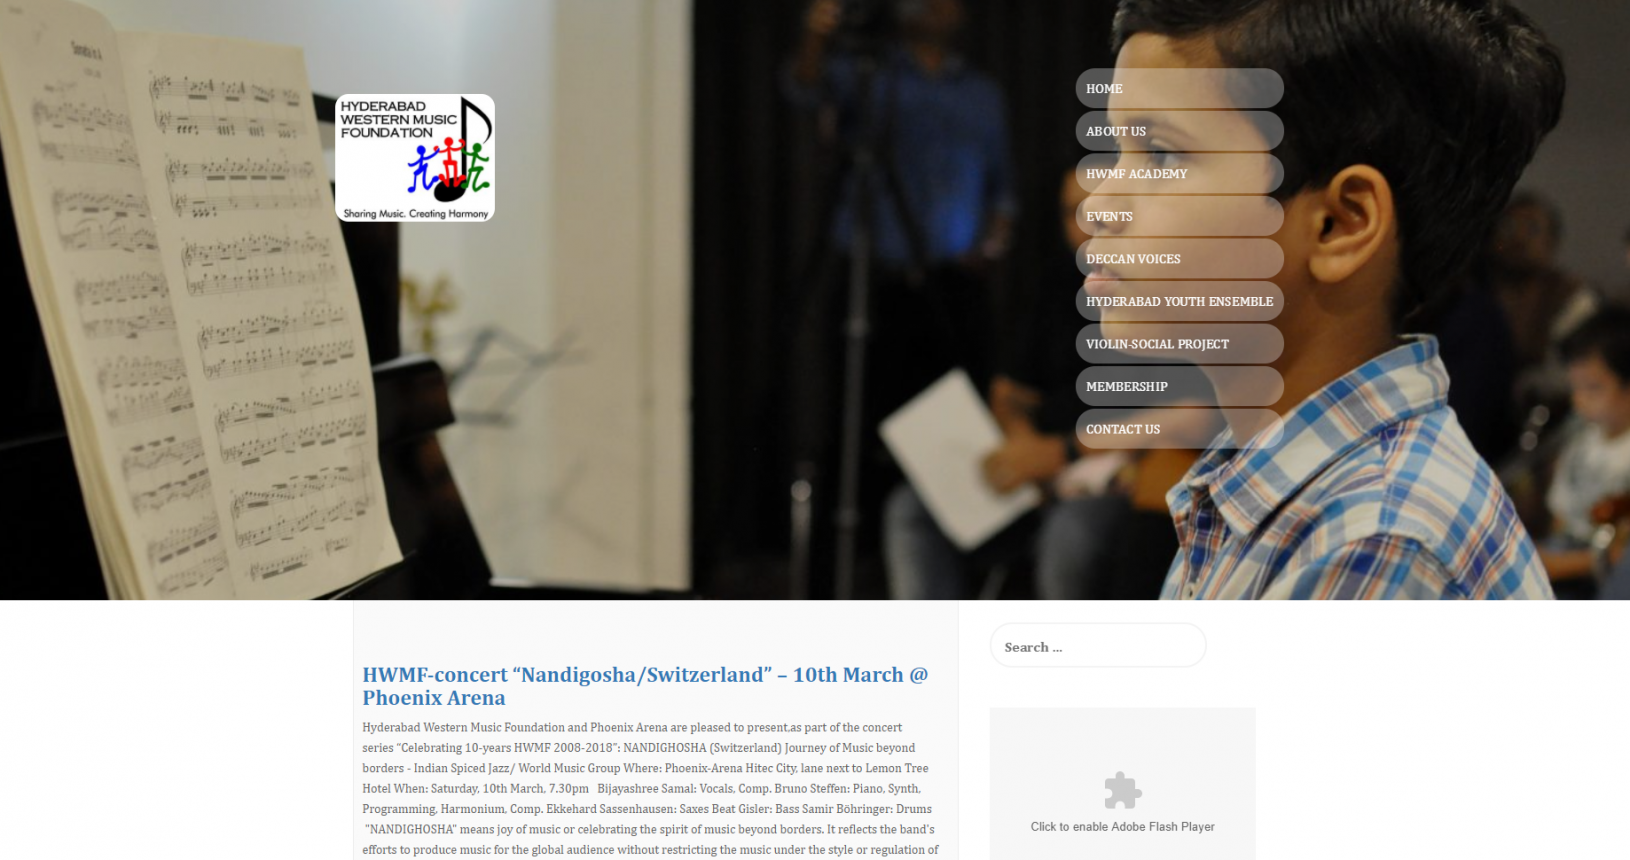 Sonata in A
HYDERABAD
WESTERN MUSIC
FOUNDATION
Sharing Music. Creating Harmony
HOME
ABOUT US
HWMF ACADEMY
EVENTS
DECCAN VOICES
HYDERABAD YOUTH ENSEMBLE
VIOLIN-SOCIAL PROJECT
MEMBERSHIP
CONTACT US
HWMF-concert “Nandigosha/Switzerland” – 10th March @
Phoenix Arena
Hyderabad Western Music Foundation and Phoenix Arena are pleased to present,as part of the concert
series “Celebrating 10-years HWMF 2008-2018”: NANDIGHOSHA (Switzerland) Journey of Music beyond
borders - Indian Spiced Jazz/ World Music Group Where: Phoenix-Arena Hitec City, lane next to Lemon Tree
Hotel When: Saturday, 10th March, 7.30pm Bijayashree Samal: Vocals, Comp. Bruno Steffen: Piano, Synth,
Programming, Harmonium, Comp. Ekkehard Sassenhausen: Saxes Beat Gisler: Bass Samir Böhringer: Drums
"NANDIGHOSHA" means joy of music or celebrating the spirit of music beyond borders. It reflects the band's
efforts to produce music for the global audience without restricting the music under the style or regulation of
Search ...
Click to enable Adobe Flash Player